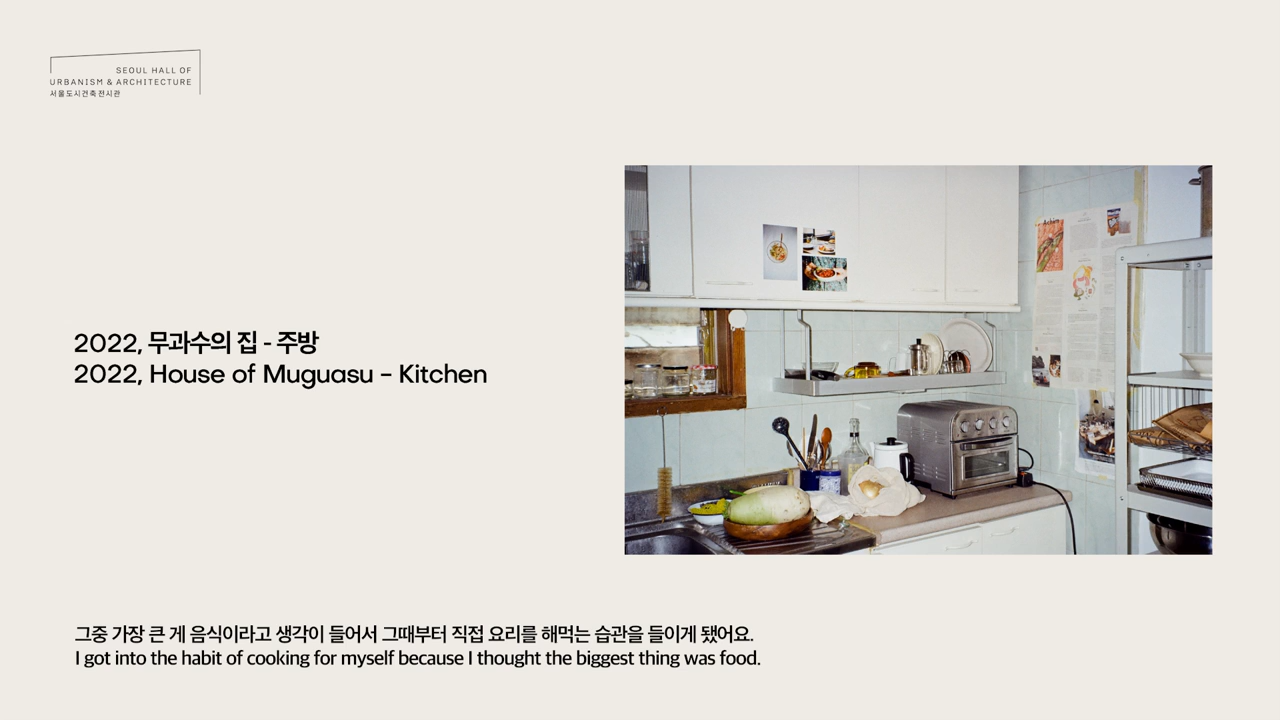 SEOUL HALL OF
URBANISM & ARCHITECTURE
서울도시건축전시관
2022, 무과수의 집 - 주방
2022, House of Muguasu – Kitchen
Achim
그중 가장 큰 게 음식이라고 생각이 들어서 그때부터 직접 요리를 해먹는 습관을 들이게 됐어요.
I got into the habit of cooking for myself because I thought the biggest thing was food.